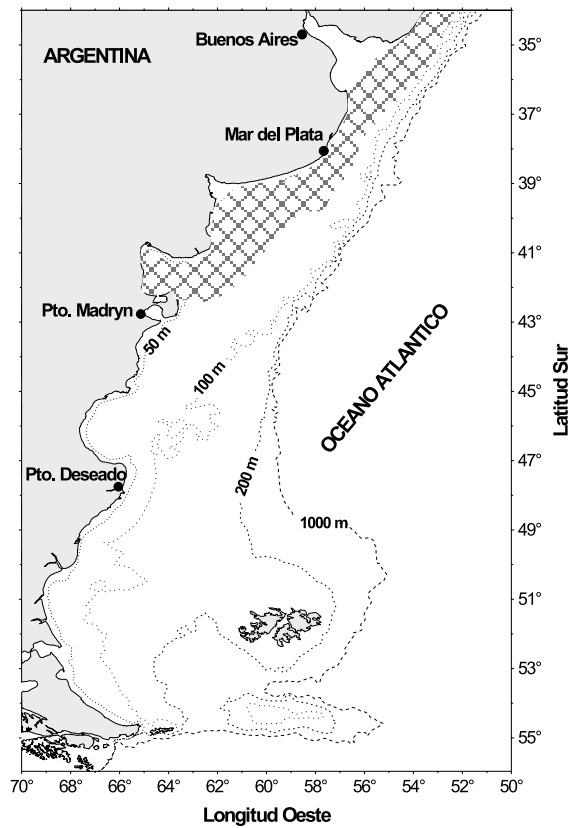 ARGENTINA
Buenos Aires
Mar del Plata
Pto. Madryn
50 m
100 m
OCEANO ATLANTICO
Pto. Deseado
200 m
1000 m
35°
37°
39°
41°
43°
45°
47°
49°
51°
53°
55°
Latitud Sur
70° 68° 66° 64° 62° 60° 58° 56° 54° 52° 50°
Longitud Oeste